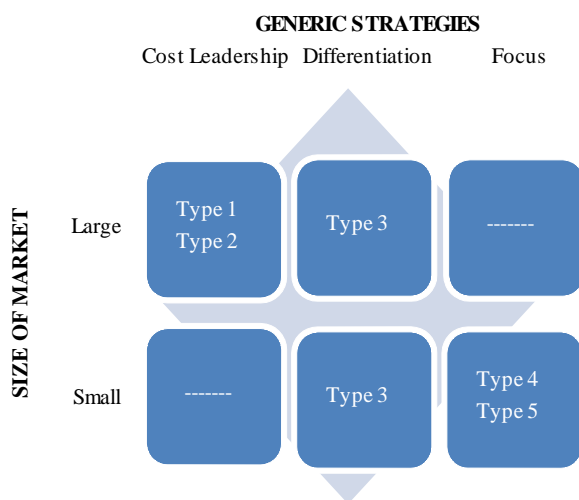 GENERIC STRATEGIES
Cost Leadership Differentiation Focus
SIZE OF MARKET
Large
Type 1
Type 2
Type 3
-------
Small
-------
Type 3
Type 4
Type 5